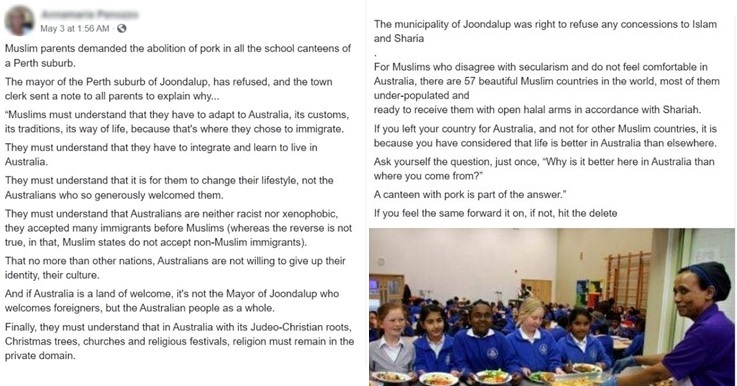 May 3 at 1:56 AM ·
Muslim parents demanded the abolition of pork in all the school canteens of
a Perth suburb.
The mayor of the Perth suburb of Joondalup, has refused, and the town
clerk sent a note to all parents to explain why...
“Muslims must understand that they have to adapt to Australia, its customs,
its traditions, its way of life, because that's where they chose to immigrate.
They must understand that they have to integrate and learn to live in
Australia.
They must understand that it is for them to change their lifestyle, not the
Australians who so generously welcomed them.
They must understand that Australians are neither racist nor xenophobic,
they accepted many immigrants before Muslims (whereas the reverse is not
true, in that, Muslim states do not accept non-Muslim immigrants).
That no more than other nations, Australians are not willing to give up their
identity, their culture.
And if Australia is a land of welcome, it's not the Mayor of Joondalup who
welcomes foreigners, but the Australian people as a whole.
Finally, they must understand that in Australia with its Judeo-Christian roots,
Christmas trees, churches and religious festivals, religion must remain in the
private domain.
The municipality of Joondalup was right to refuse any concessions to Islam
and Sharia
.
For Muslims who disagree with secularism and do not feel comfortable in
Australia, there are 57 beautiful Muslim countries in the world, most of them
under-populated and
ready to receive them with open halal arms in accordance with Shariah.
If you left your country for Australia, and not for other Muslim countries, it is
because you have considered that life is better in Australia than elsewhere.
Ask yourself the question, just once, “Why is it better here in Australia than
where you come from?”
A canteen with pork is part of the answer.”
If you feel the same forward it on, if not, hit the delete